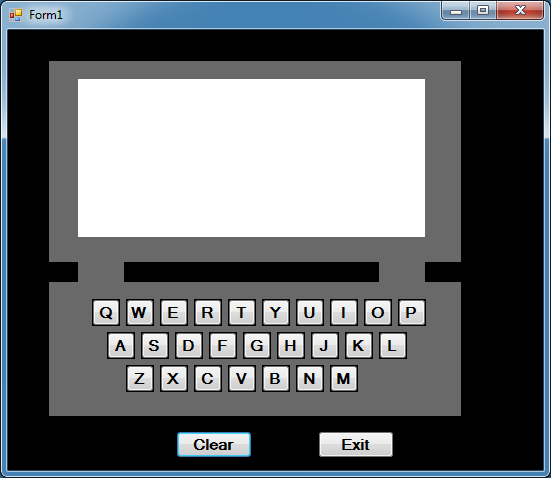 Form1
Q W E R T Y U I O P
A S D F G H J K L
Z X C V B N M
Clear Exit